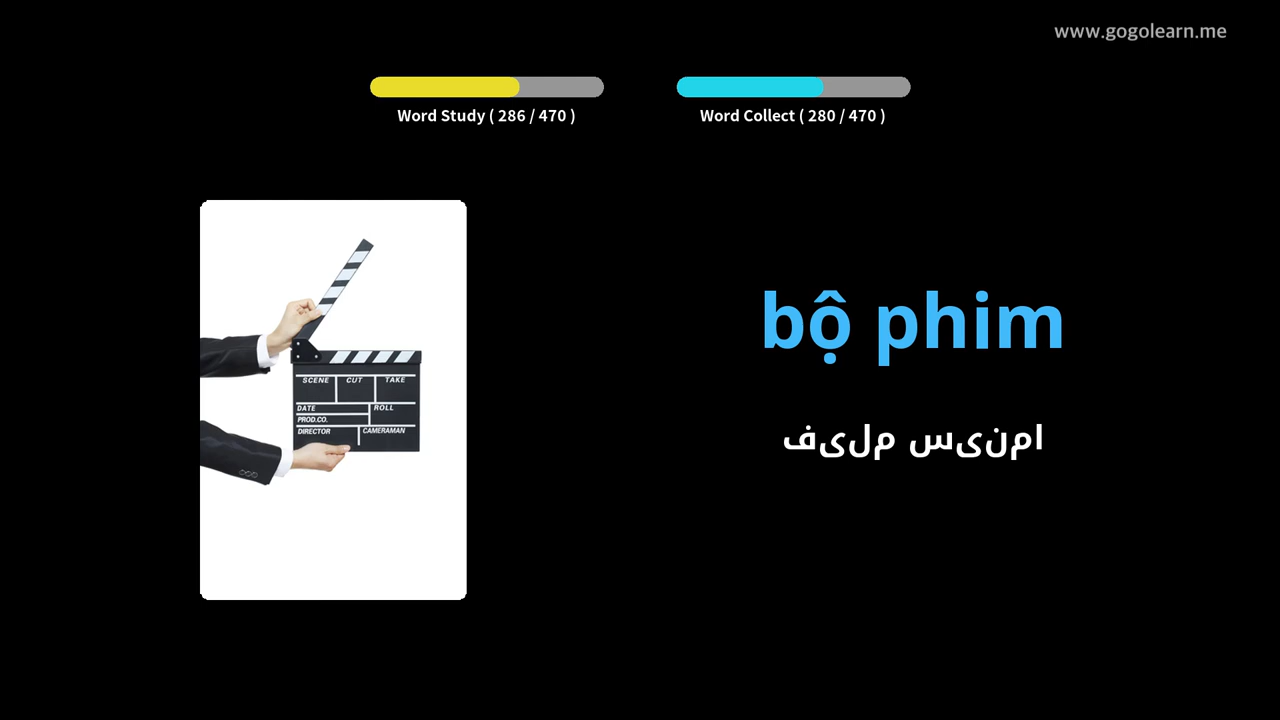 www.gogolearn.me
Word Study ( 286 / 470 )
Word Collect ( 280 / 470 )
SCENE CUT TAKE
DATE ROLL
PROD.CO.
DIRECTOR CAMERAMAN
bộ phim
فیلم سینما